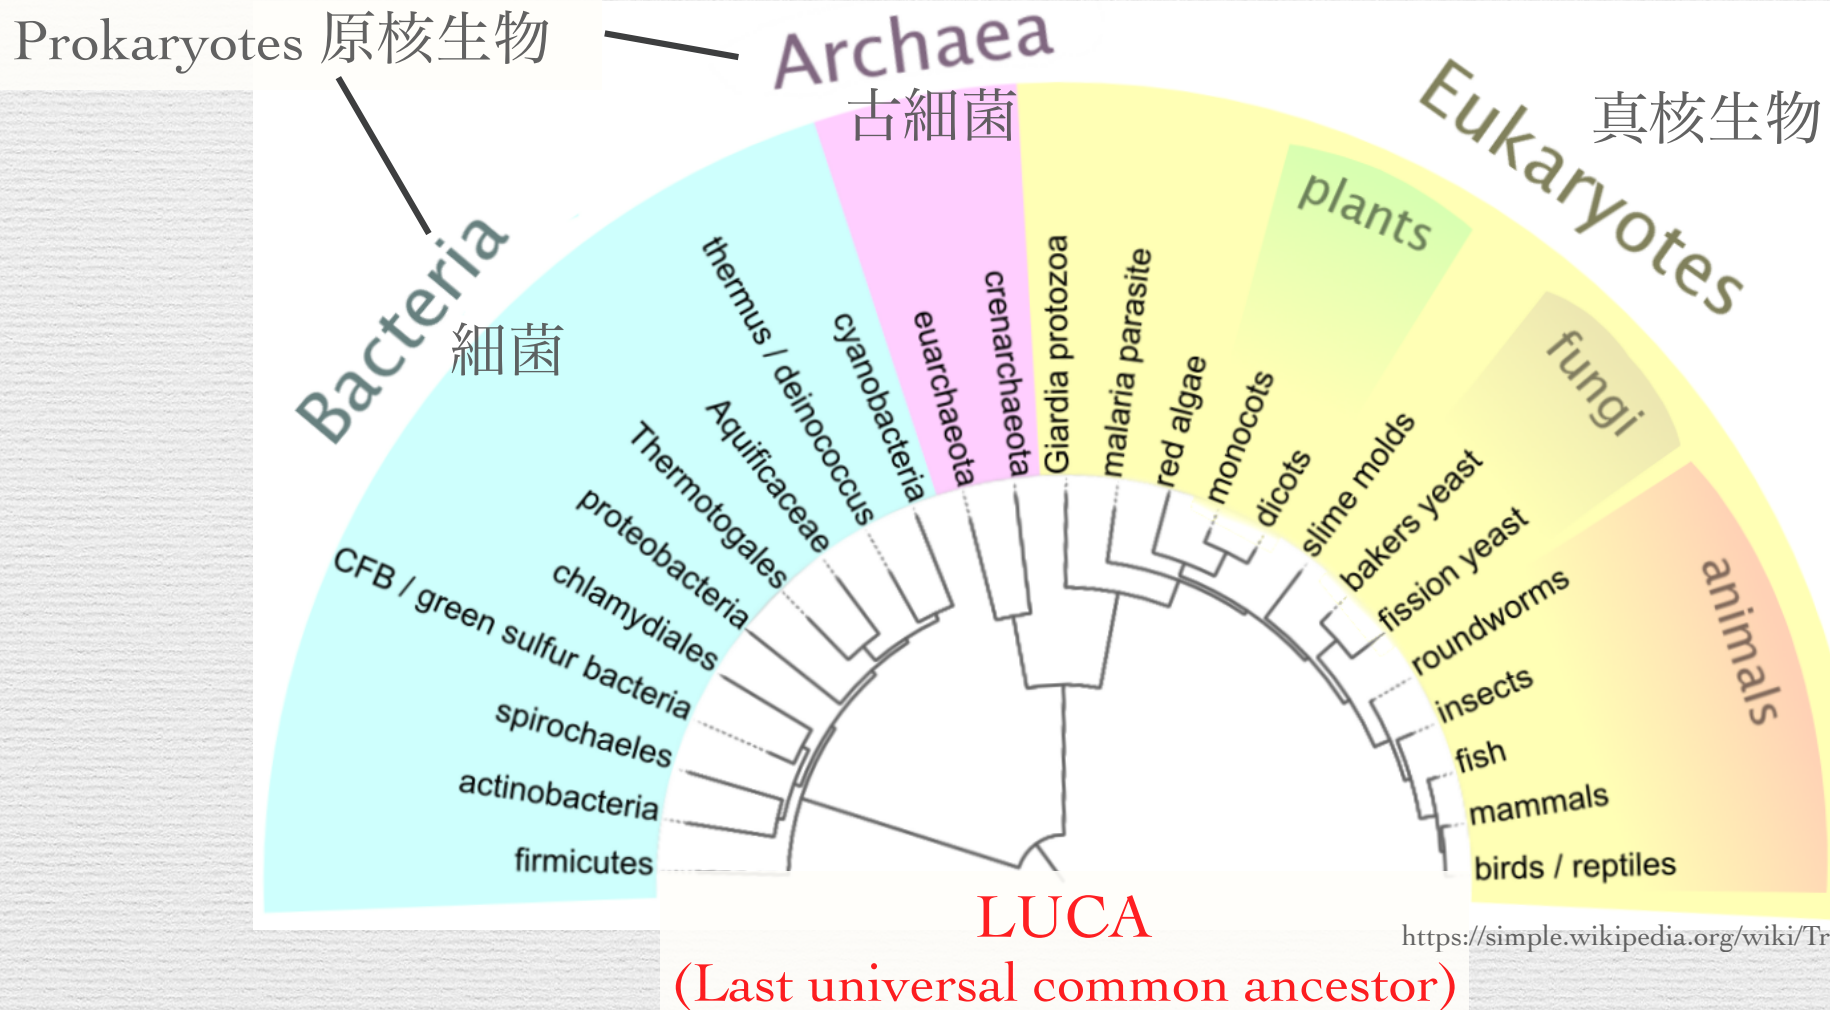 Prokaryotes 原核生物
Archaea
古細菌
Eukaryotes
真核生物
Bacteria
細菌
plants
fungi
animals
firmicutes
actinobacteria
spirochaeles
CFB / green sulfur bacteria
chlamydiales
proteobacteria
Thermotogales
Aquificaceae
thermus / deinococcus
cyanobacteria
euarchaeota
crenarchaeota
Giardia protozoa
malaria parasite
red algae
monocots
dicots
slime molds
bakers yeast
fission yeast
roundworms
insects
fish
mammals
birds / reptiles
LUCA
(Last universal common ancestor)
https://simple.wikipedia.org/wiki/Tr